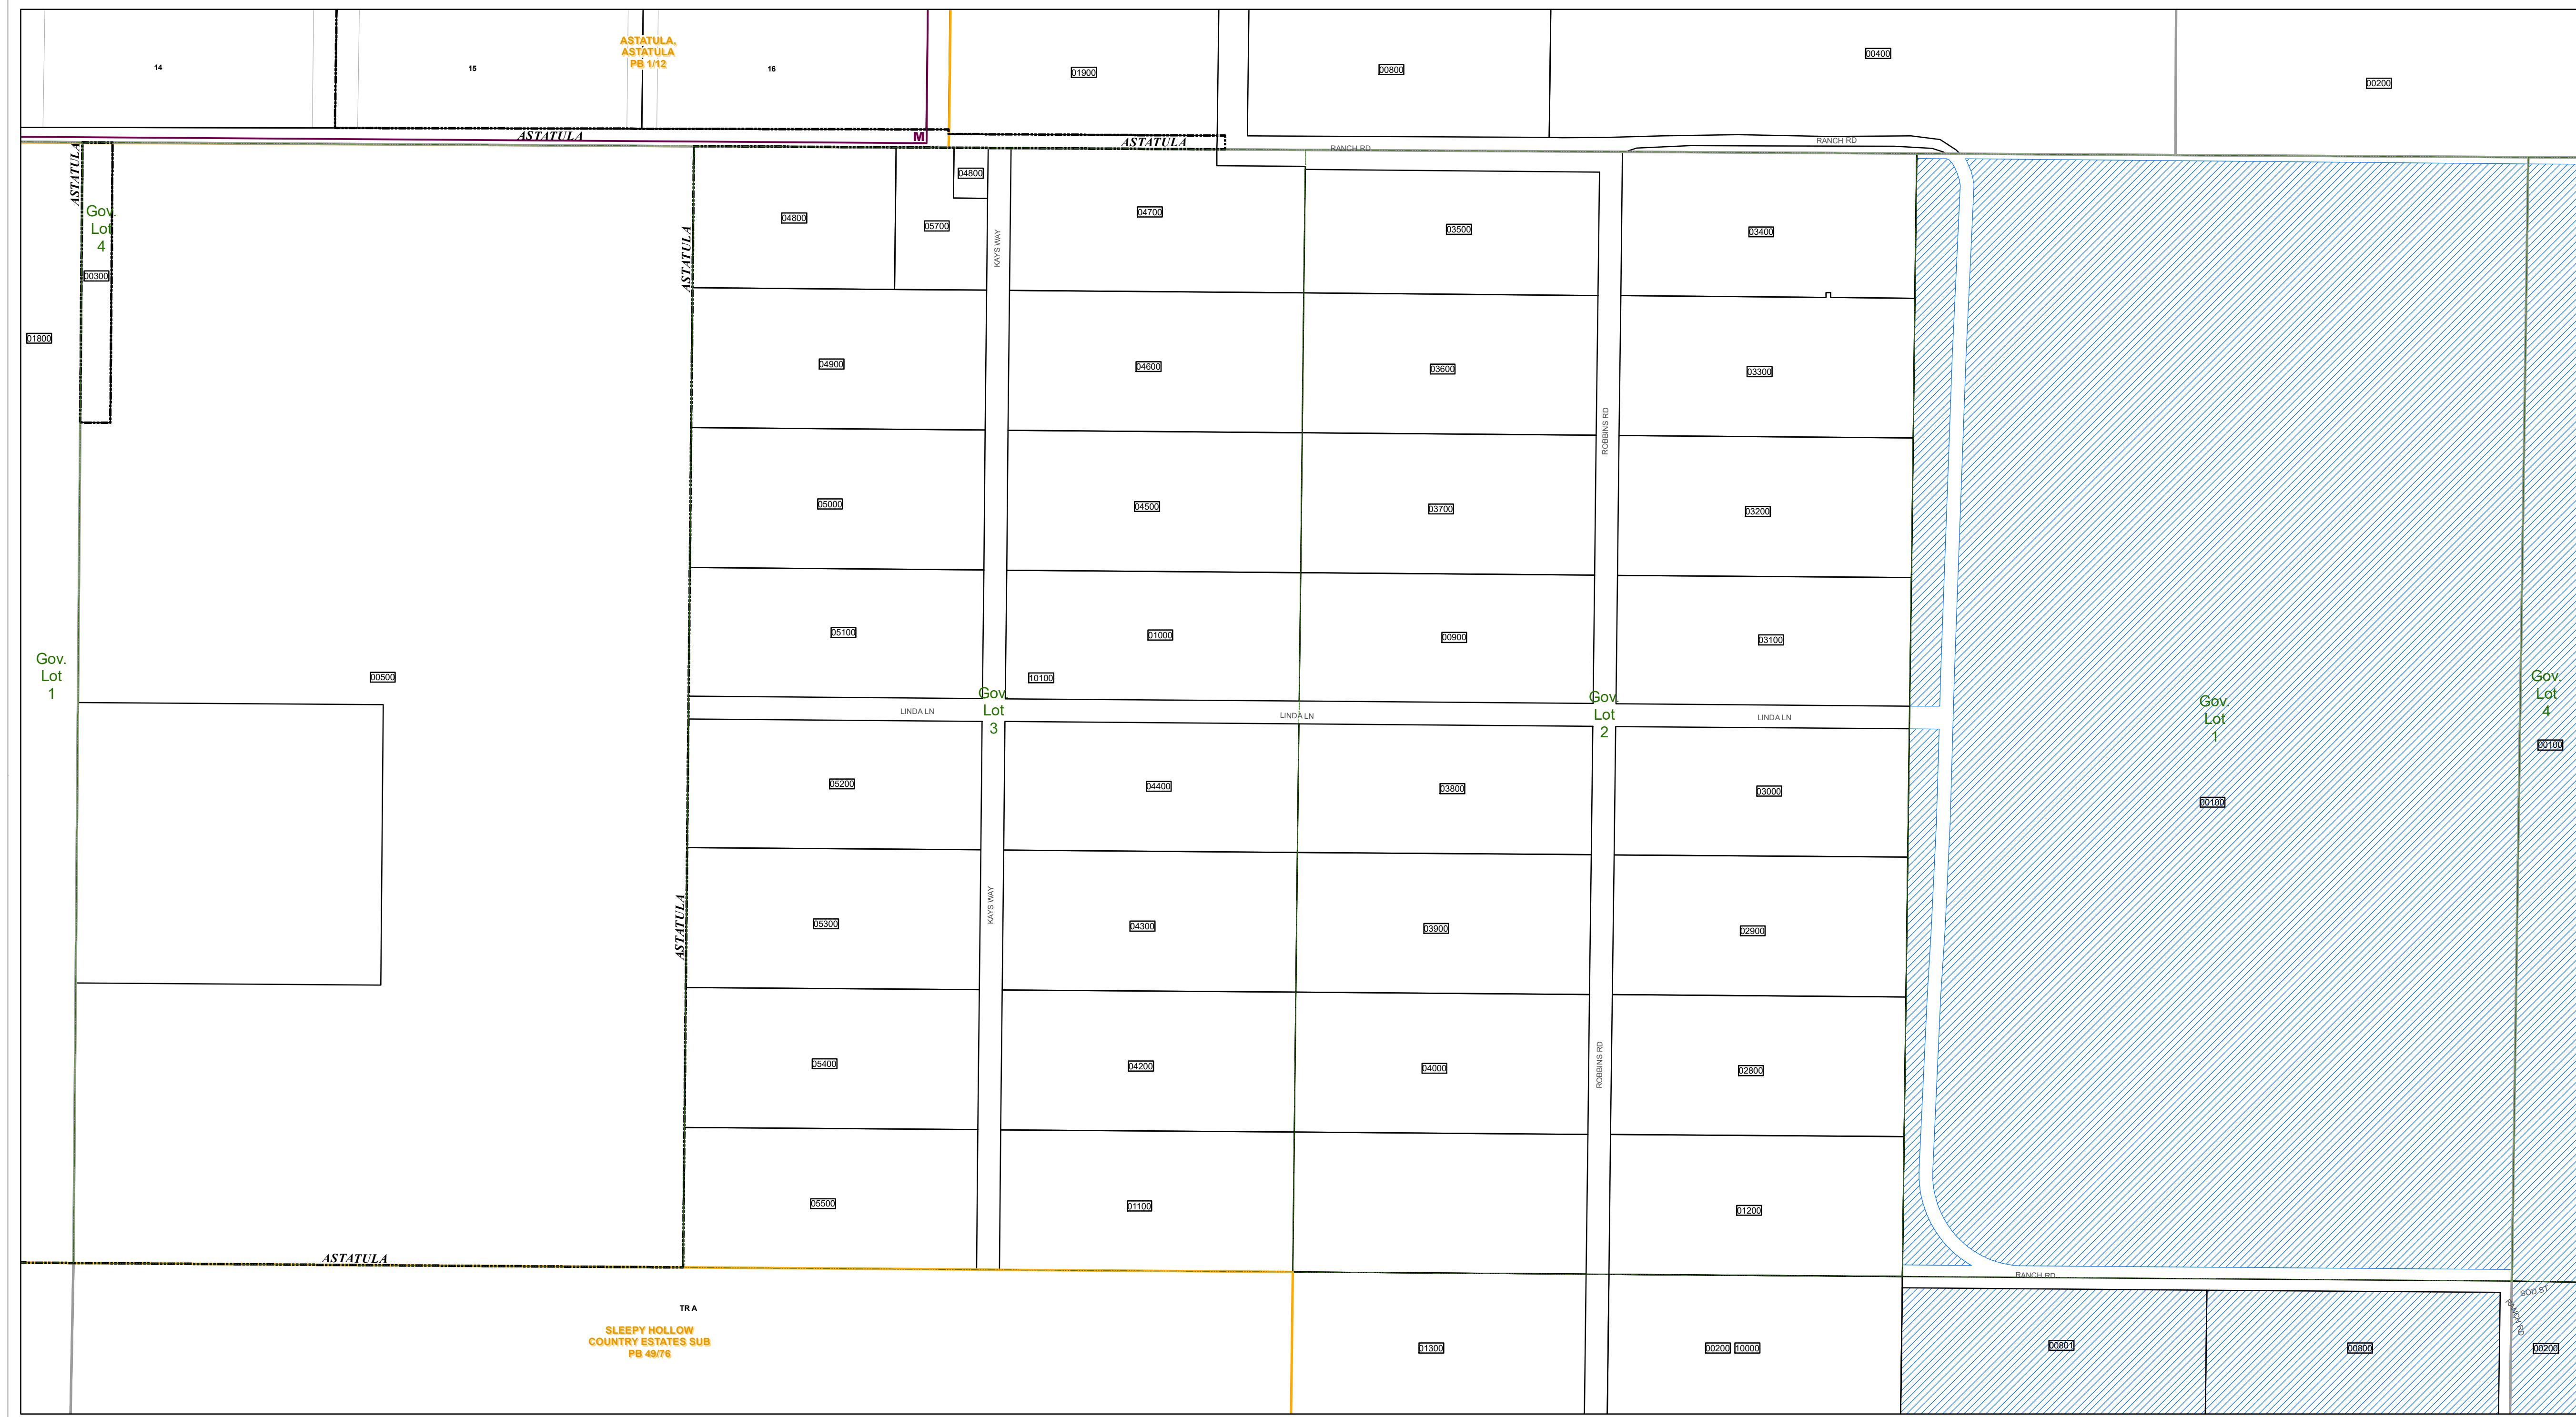 ASTATULA,
ASTATULA
PB 1/12
14
15
16
01900
00800
00400
00200
ASTATULA
M
ASTATULA
RANCH RD
RANCH RD
ASTATULA
Gov.
Lot
4
00300
01800
ASTATULA
04800
04800
05700
KAYS WAY
04700
03500
03400
04900
04600
03600
03300
ROBBINS RD
05000
04500
03700
03200
05100
01000
00900
03100
10100
Gov.
Lot
1
00500
Gov.
Lot
3
Gov.
Lot
2
Gov.
Lot
1
Gov.
Lot
4
LINDA LN
LINDA LN
LINDA LN
00100
00100
05200
04400
03800
03000
ASTATULA
05300
KAYS WAY
04300
03900
02900
05400
04200
04000
ROBBINS RD
02800
05500
01100
01200
ASTATULA
RANCH RD
SOD ST
RANCH RD
TR A
SLEEPY HOLLOW
COUNTRY ESTATES SUB
PB 49/76
01300
00200 10000
00801
00800
00200